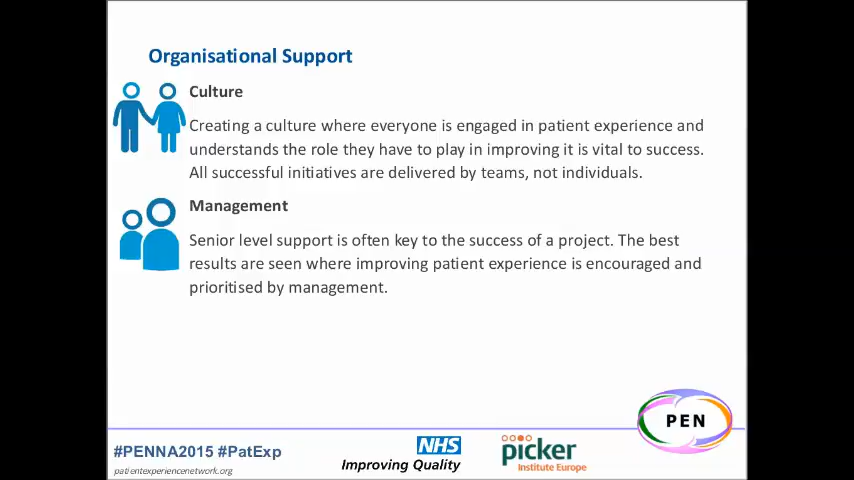 Organisational Support
Culture
Creating a culture where everyone is engaged in patient experience and
understands the role they have to play in improving it is vital to success.
All successful initiatives are delivered by teams, not individuals.
Management
Senior level support is often key to the success of a project. The best
results are seen where improving patient experience is encouraged and
prioritised by management.
PEN
#PENNA2015 #PatExp
patientexperiencenetwork.org
NHS
Improving Quality
picker
Institute Europe